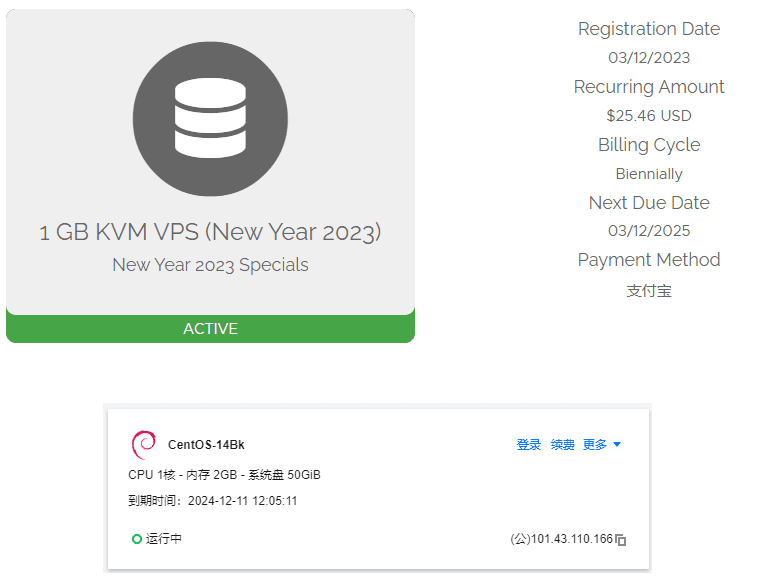 1 GB KVM VPS (New Year 2023)
New Year 2023 Specials
ACTIVE
Registration Date
03/12/2023
Recurring Amount
$25.46 USD
Billing Cycle
Biennially
Next Due Date
03/12/2025
Payment Method
支付宝
CentOS-14Bk
登录 续费 更多
CPU 1核 - 内存 2GB - 系统盘 50GiB
到期时间：2024-12-11 12:05:11
运行中
(公)101.43.110.166